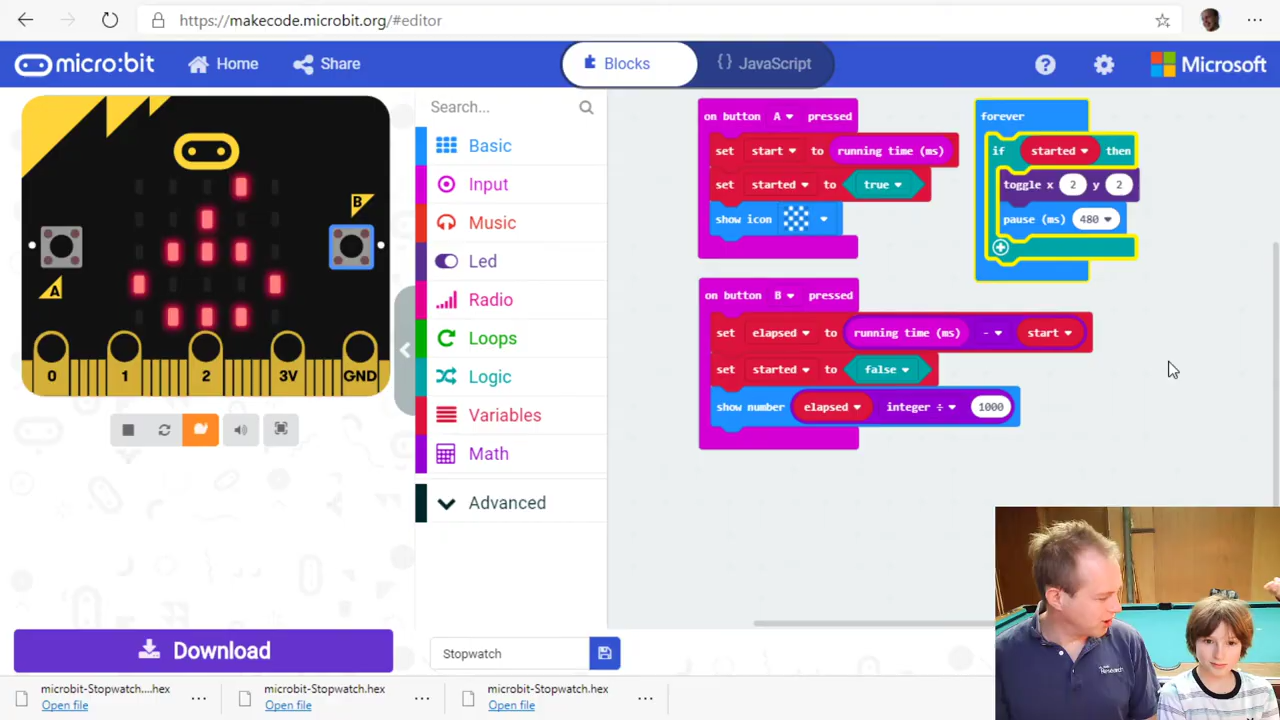 https://makecode.microbit.org/#editor
micro:bit
Home
Share
Blocks
{} JavaScript
Microsoft
B
A
0 1 2 3V GND
Search...
Basic
Input
Music
Led
Radio
Loops
Logic
Variables
Math
Advanced
on button A pressed
set start to running time (ms)
set started to true
show icon
forever
if started then
toggle x 2 y 2
pause (ms) 480
on button B pressed
set elapsed to running time (ms) - start
set started to false
show number elapsed integer ÷ 1000
Download
Stopwatch
microbit-Stopwatch....hex
Open file
microbit-Stopwatch.hex
Open file
microbit-Stopwatch.hex
Open file